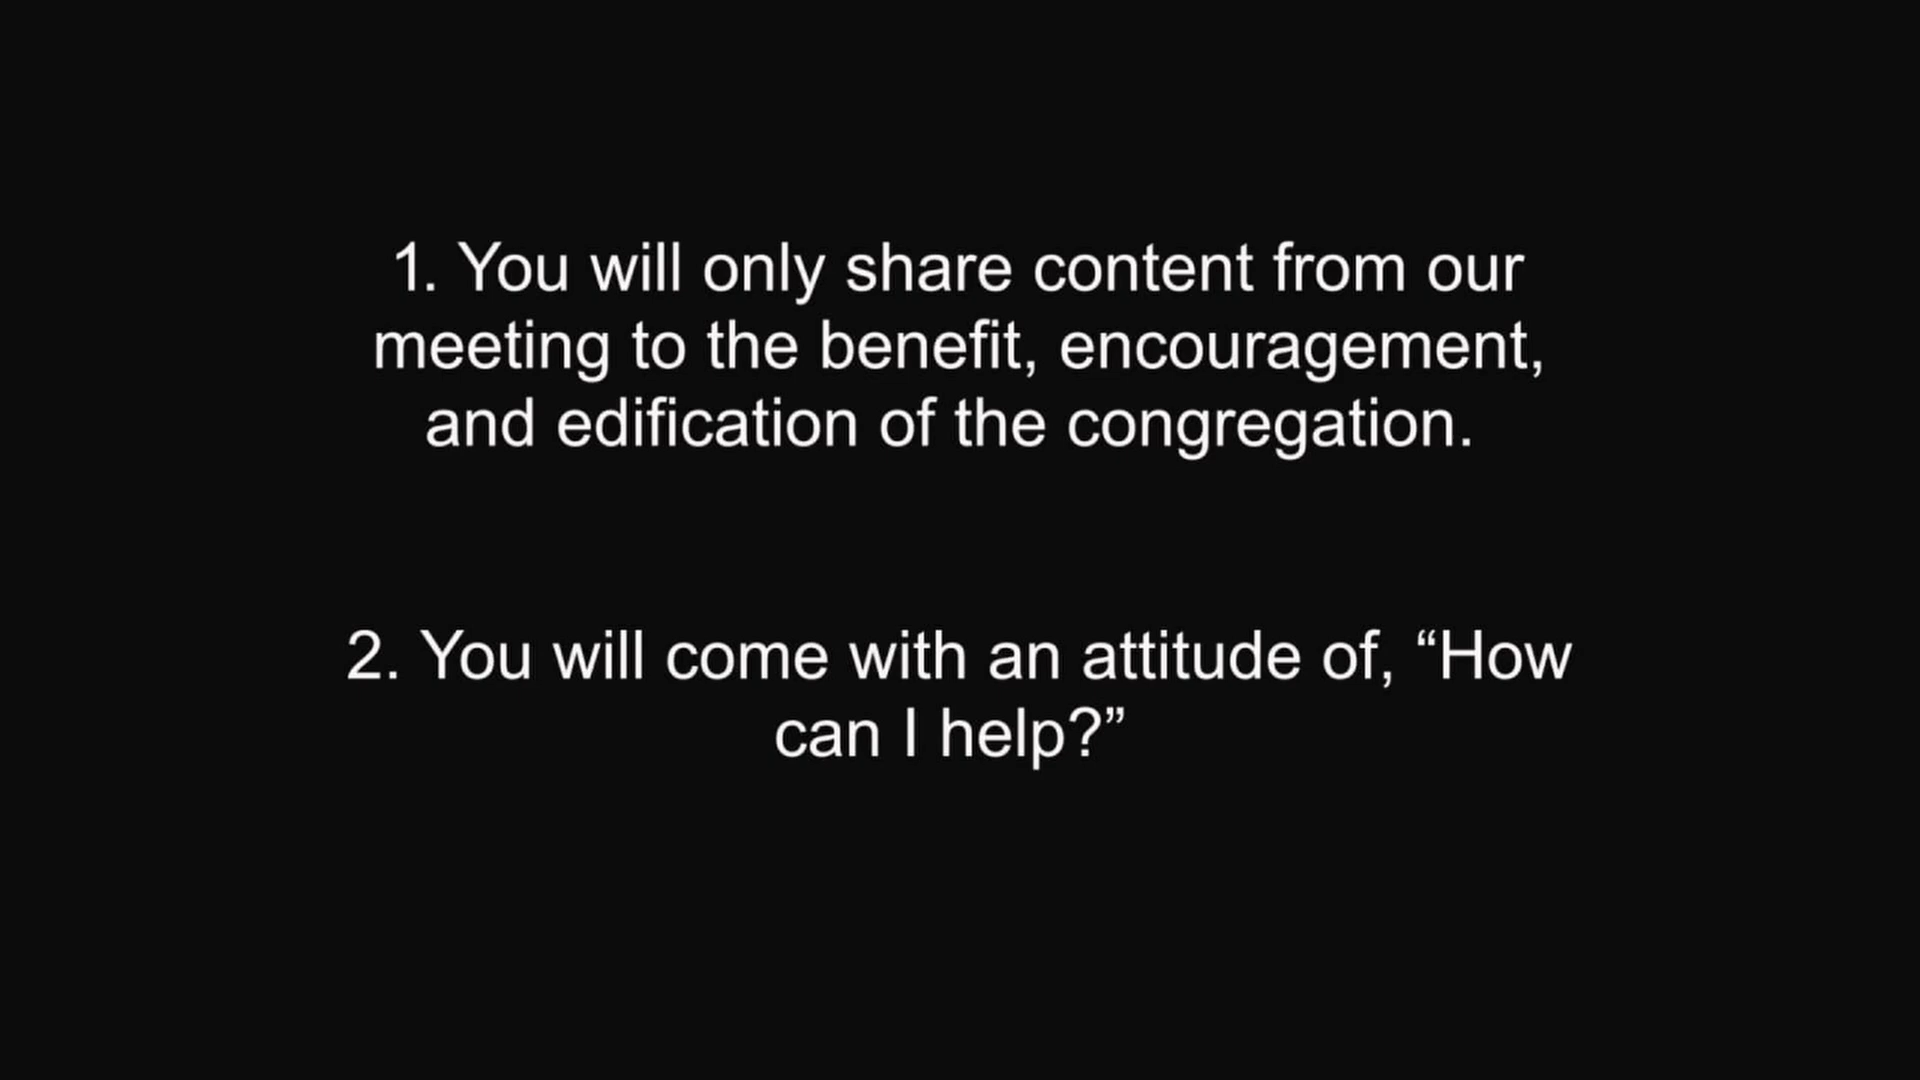 1. You will only share content from our
meeting to the benefit, encouragement,
and edification of the congregation.
2. You will come with an attitude of, “How
can I help?”